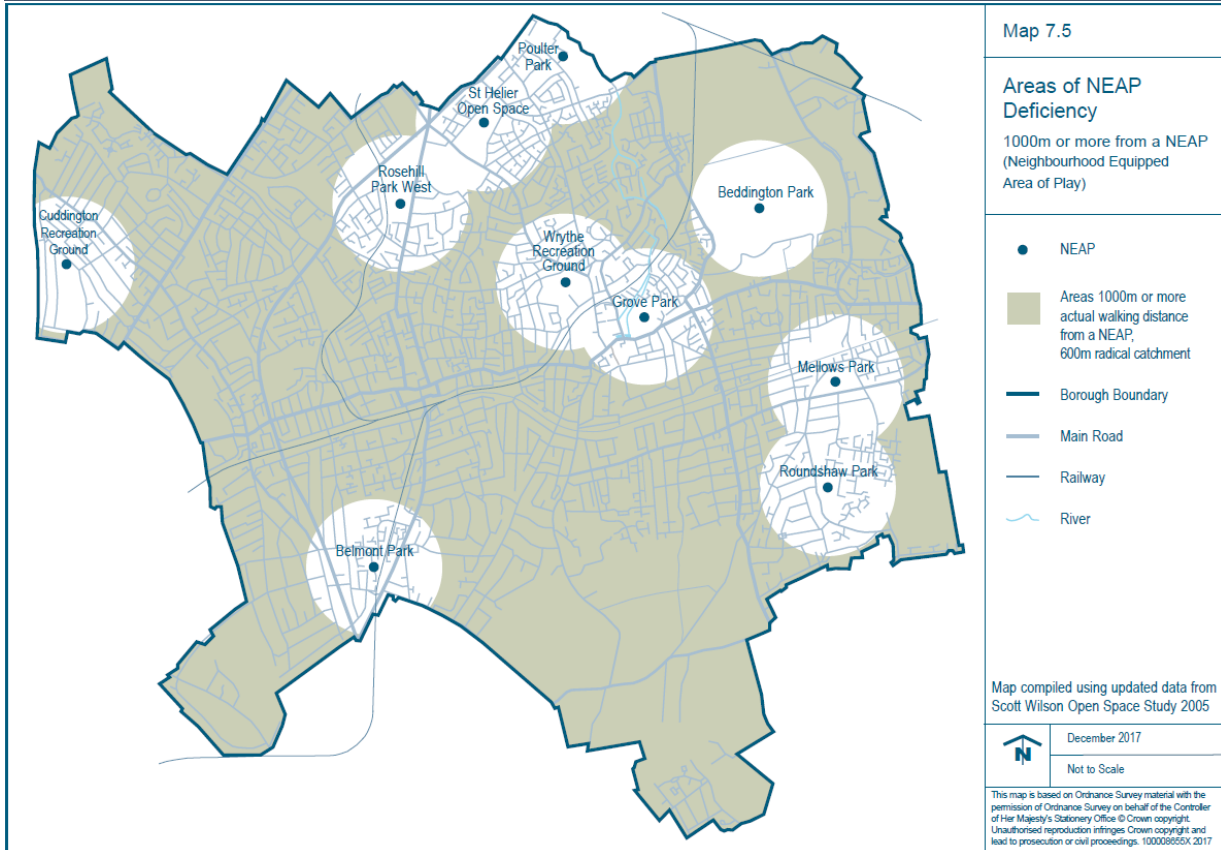 Poulter
Park
St Helier
Open Space
Rosehill
Park West
Beddington Park
Cuddington
Recreation
Ground
Wrythe
Recreation
Ground
Grove Park
Mellows Park
Roundshaw Park
Belmont Park
Map 7.5
Areas of NEAP
Deficiency
1000m or more from a NEAP
(Neighbourhood Equipped
Area of Play)
NEAP
Areas 1000m or more
actual walking distance
from a NEAP,
600m radical catchment
Borough Boundary
Main Road
Railway
River
Map compiled using updated data from
Scott Wilson Open Space Study 2005
N
December 2017
Not to Scale
This map is based on Ordnance Survey material with the
permission of Ordnance Survey on behalf of the Controller
of Her Majesty's Stationery Office © Crown copyright.
Unauthorised reproduction infringes Crown copyright and
lead to prosecution or civil proceedings. 100008655X 2017